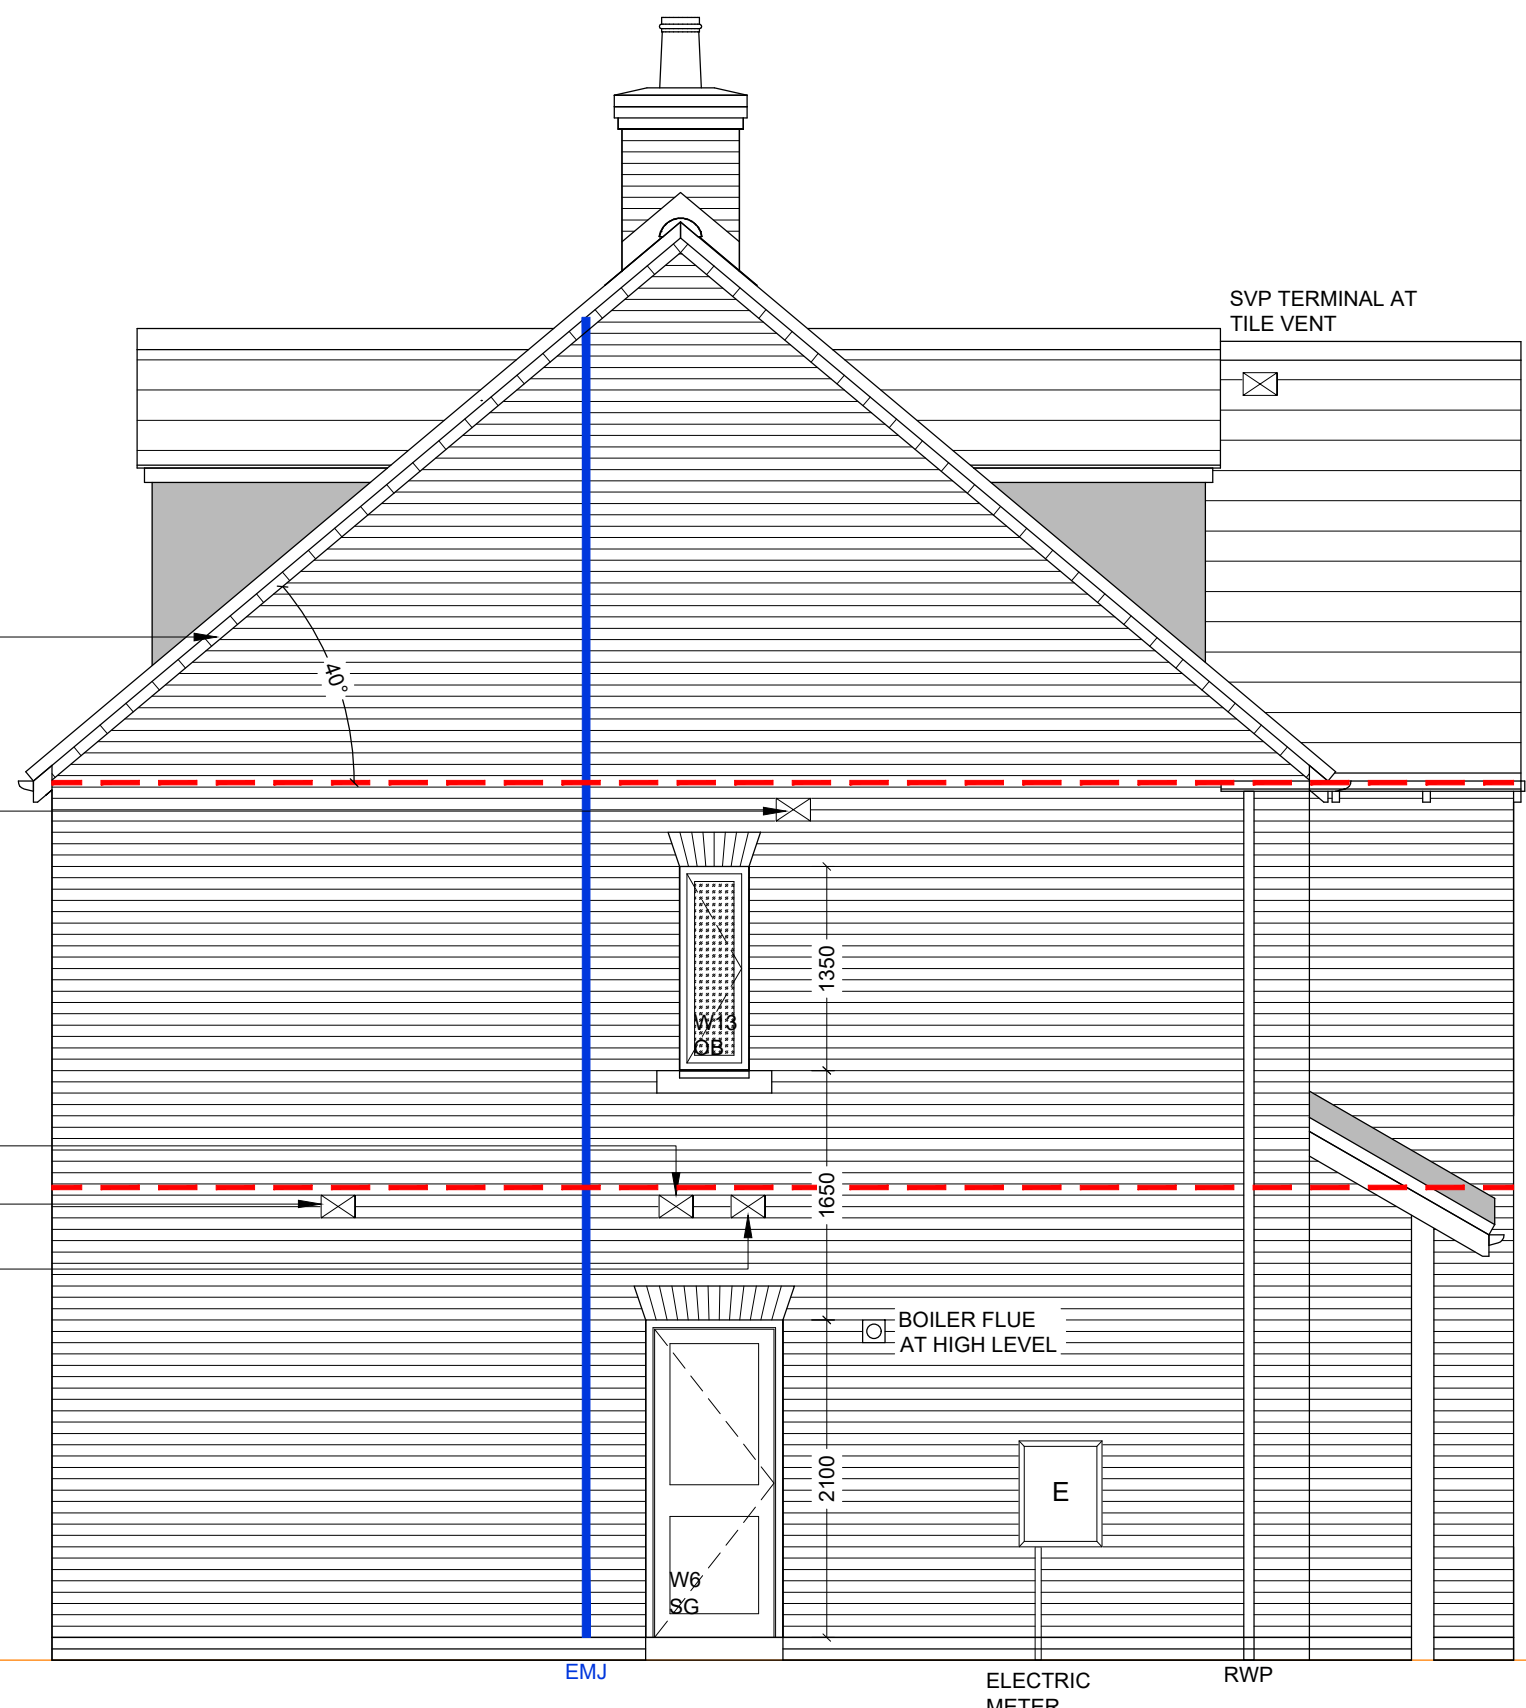 SVP TERMINAL AT
TILE VENT
40°
1350
W13
OB
1650
BOILER FLUE
AT HIGH LEVEL
2100
E
W6
SG
EMJ
ELECTRIC
METER
RWP